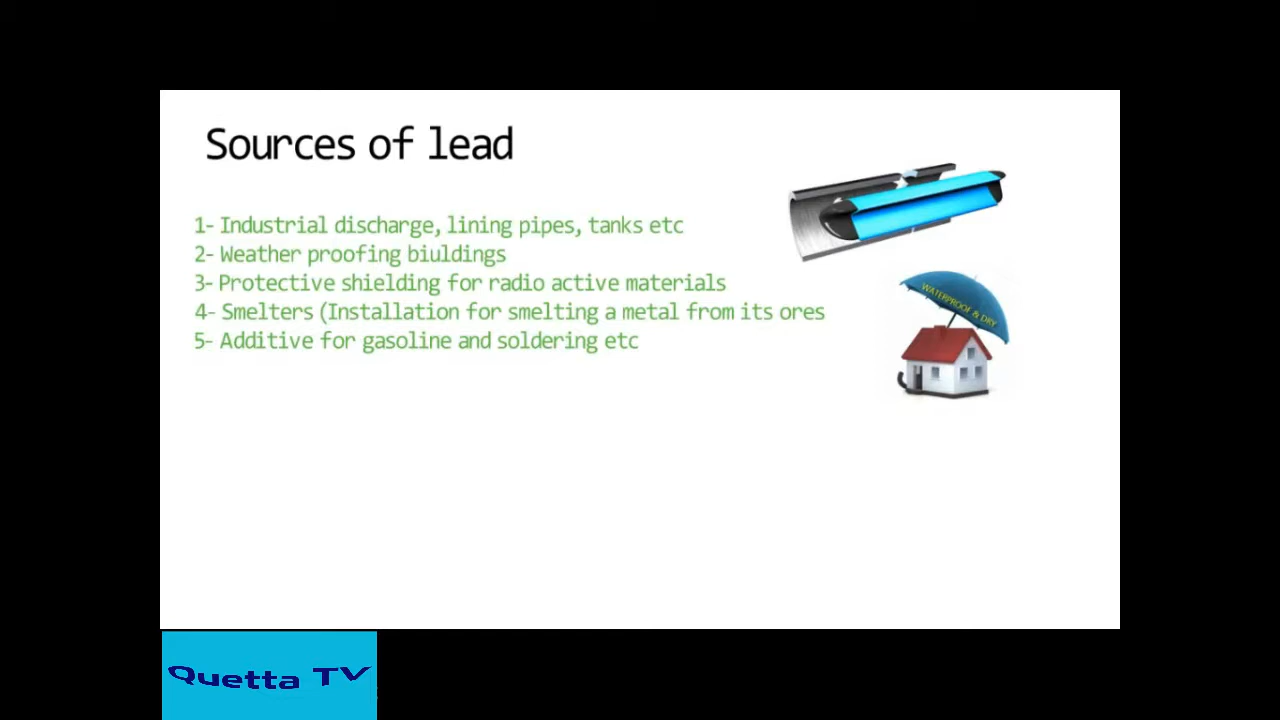 Sources of lead
1- Industrial discharge, lining pipes, tanks etc
2- Weather proofing biuldings
3- Protective shielding for radio active materials
4- Smelters (Installation for smelting a metal from its ores
5- Additive for gasoline and soldering etc
WATERPROOF & DRY
Quetta TV